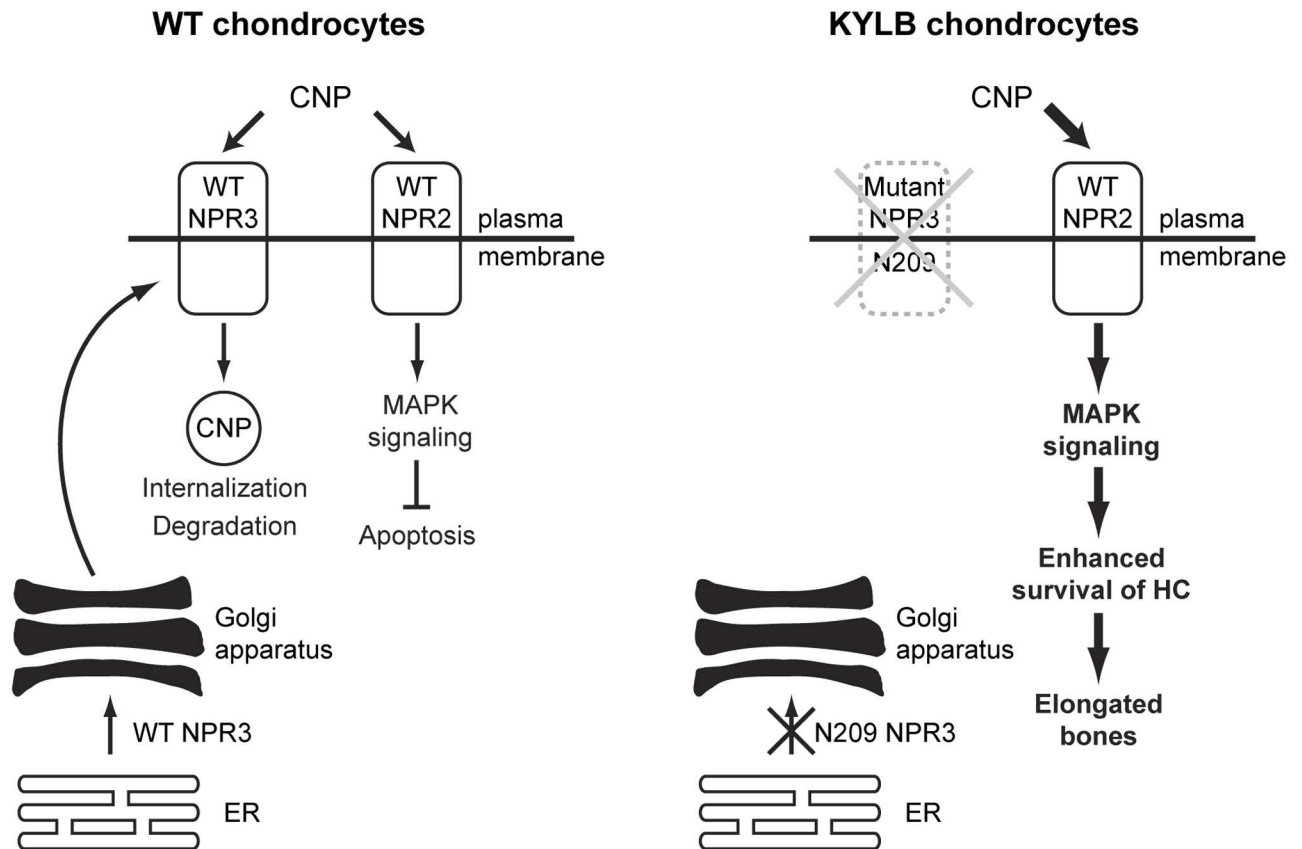 WT chondrocytes
CNP
WT
NPR3
WT
NPR2
plasma
membrane
CNP
Internalization
Degradation
MAPK
signaling
Apoptosis
Golgi
apparatus
WT NPR3
ER
KYLB chondrocytes
CNP
Mutant
NPR3
N209
WT
NPR2
plasma
membrane
MAPK
signaling
Enhanced
survival of HC
Elongated
bones
Golgi
apparatus
N209 NPR3
ER